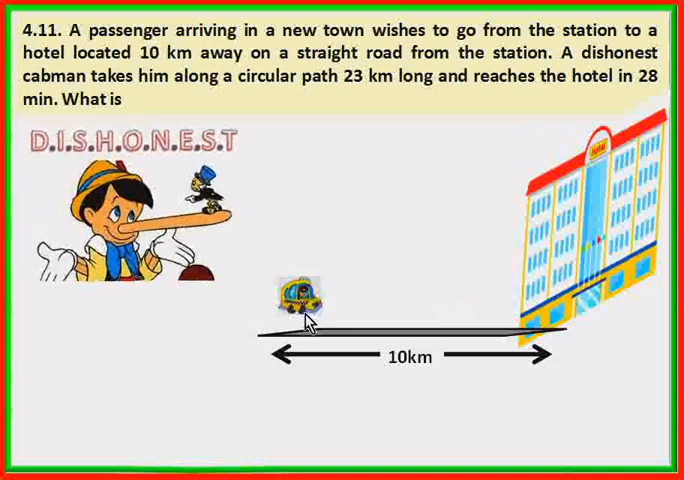 4.11. A passenger arriving in a new town wishes to go from the station to a
hotel located 10 km away on a straight road from the station. A dishonest
cabman takes him along a circular path 23 km long and reaches the hotel in 28
min. What is
D.I.S.H.O.N.E.S.T
Hotel
10km